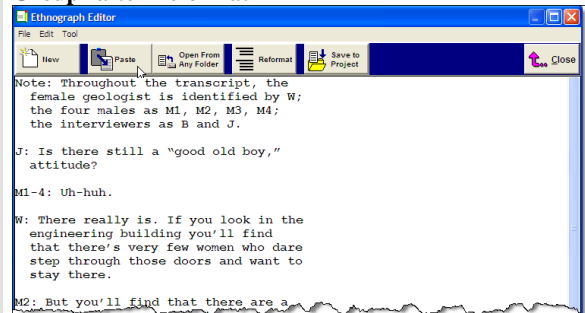 Ethnograph Editor
File Edit Tool
New Paste Open From Any Folder Reformat Save to Project Close
Note: Throughout the transcript, the
female geologist is identified by W;
the four males as M1, M2, M3, M4;
the interviewers as B and J.
J: Is there still a “good old boy,”
attitude?
M1-4: Uh-huh.
W: There really is. If you look in the
engineering building you’ll find
that there’s very few women who dare
step through those doors and want to
stay there.
M2: But you’ll find that there are a